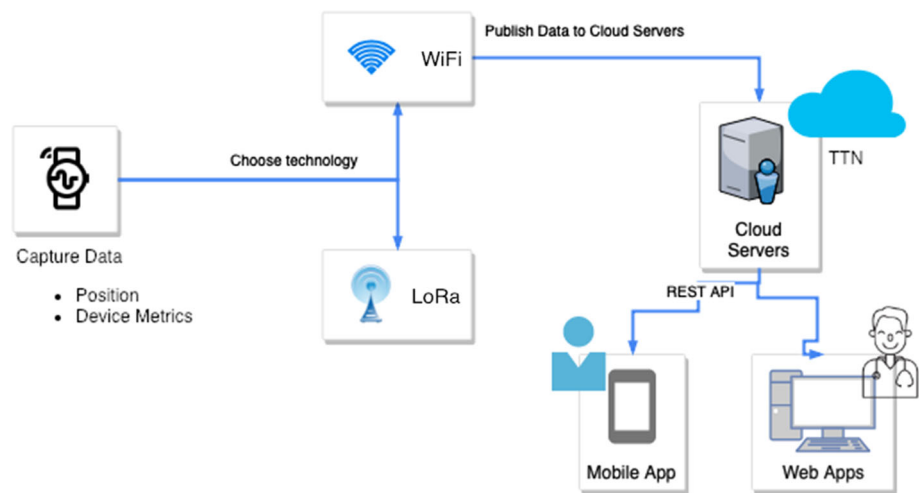 Publish Data to Cloud Servers
WiFi
Choose technology
TTN
Capture Data
• Position
• Device Metrics
LoRa
Cloud
Servers
REST API
Mobile App
Web Apps